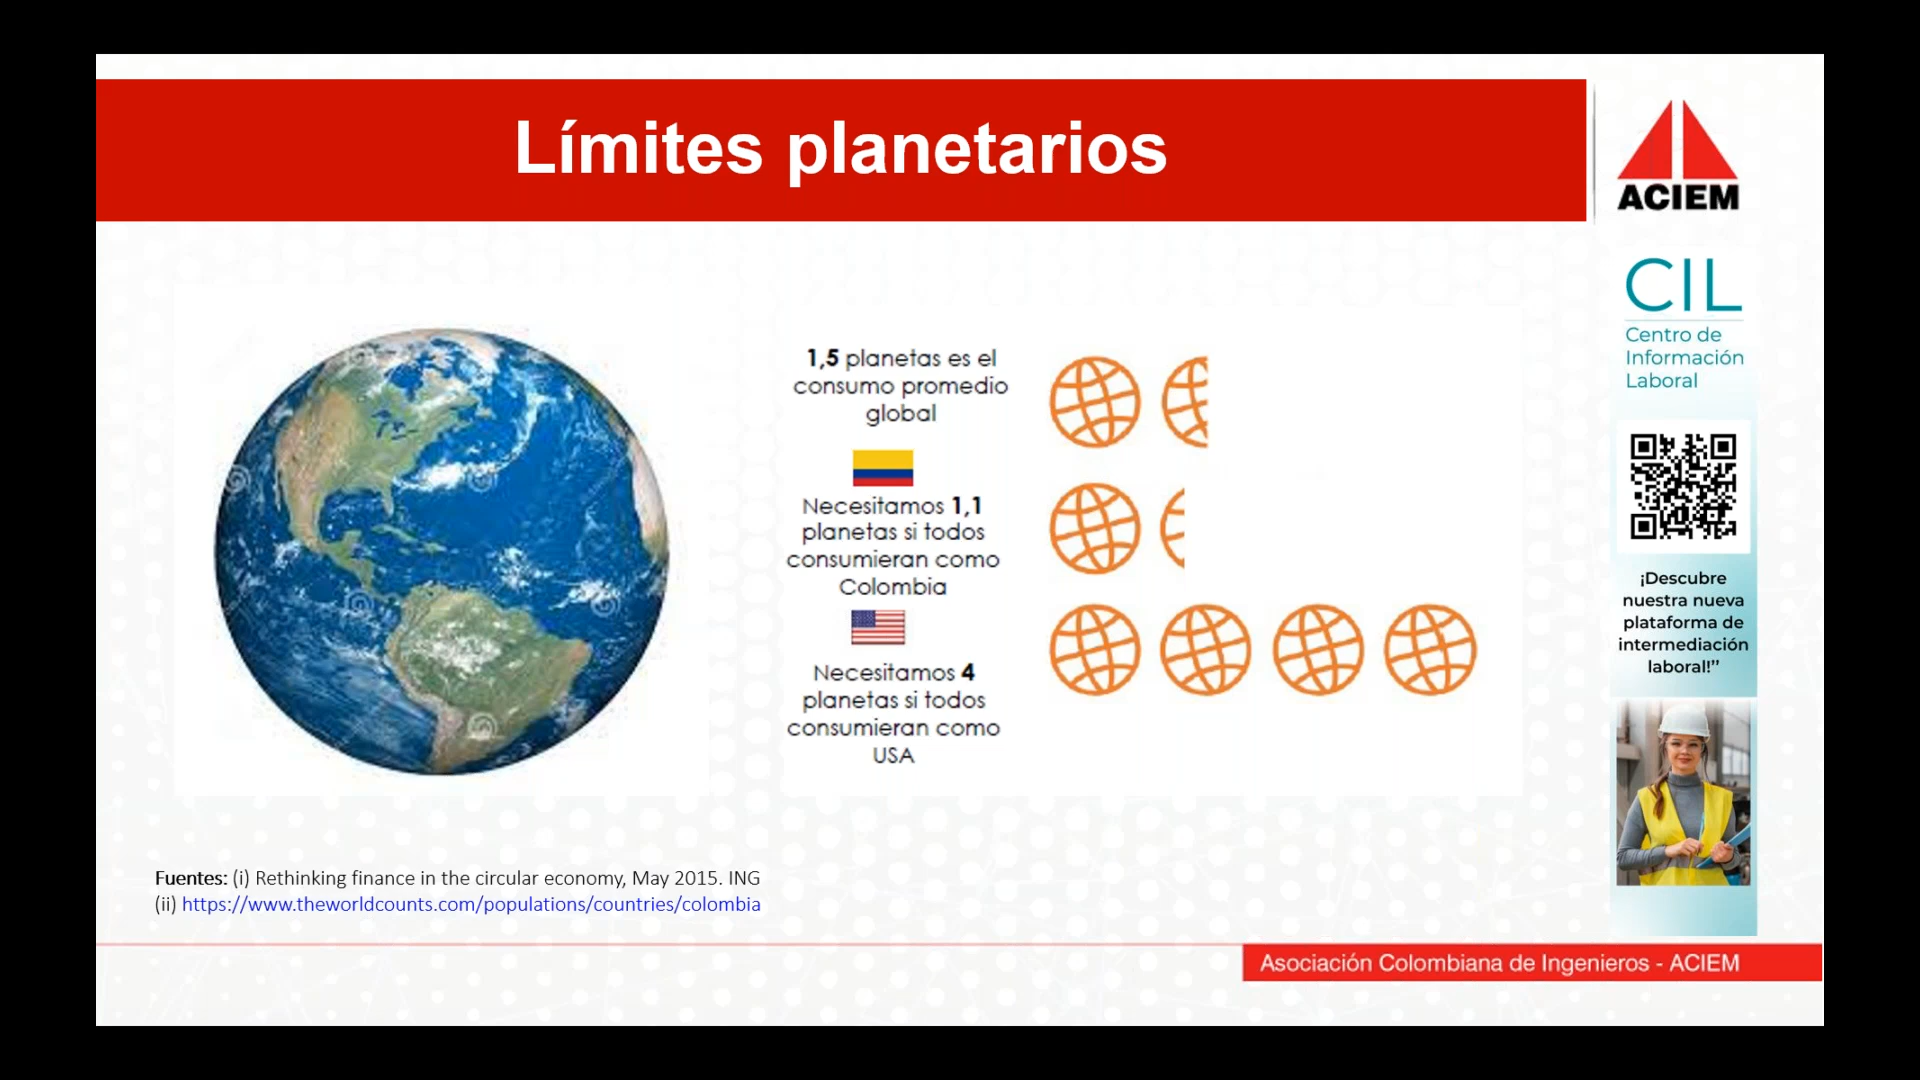 Límites planetarios
ACIEM
CIL
Centro de
Información
Laboral
1,5 planetas es el
consumo promedio
global
Necesitamos 1,1
planetas si todos
consumieran como
Colombia
Necesitamos 4
planetas si todos
consumieran como
USA
¡Descubre
nuestra nueva
plataforma de
intermediación
laboral!”
Fuentes: (i) Rethinking finance in the circular economy, May 2015. ING
(ii) https://www.theworldcounts.com/populations/countries/colombia
Asociación Colombiana de Ingenieros - ACIEM